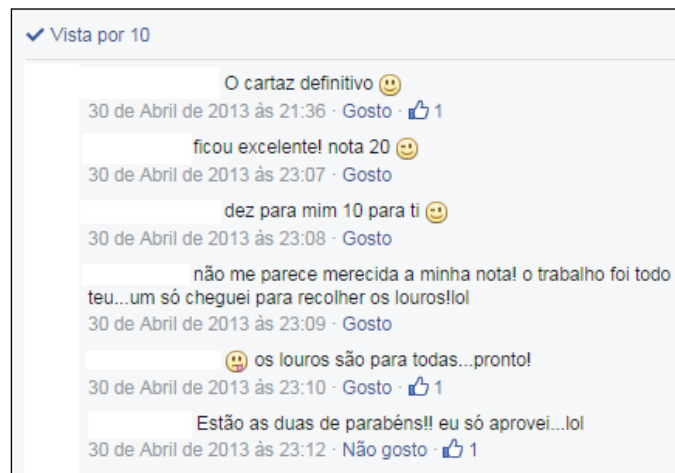 Vista por 10
O cartaz definitivo
30 de Abril de 2013 às 21:36 · Gosto · 1
ficou excelente! nota 20
30 de Abril de 2013 às 23:07 · Gosto
dez para mim 10 para ti
30 de Abril de 2013 às 23:08 · Gosto
não me parece merecida a minha nota! o trabalho foi todo
teu...um só cheguei para recolher os louros!lol
30 de Abril de 2013 às 23:09 · Gosto
os louros são para todas...pronto!
30 de Abril de 2013 às 23:10 · Gosto · 1
Estão as duas de parabéns!! eu só aprovei...lol
30 de Abril de 2013 às 23:12 · Não gosto · 1